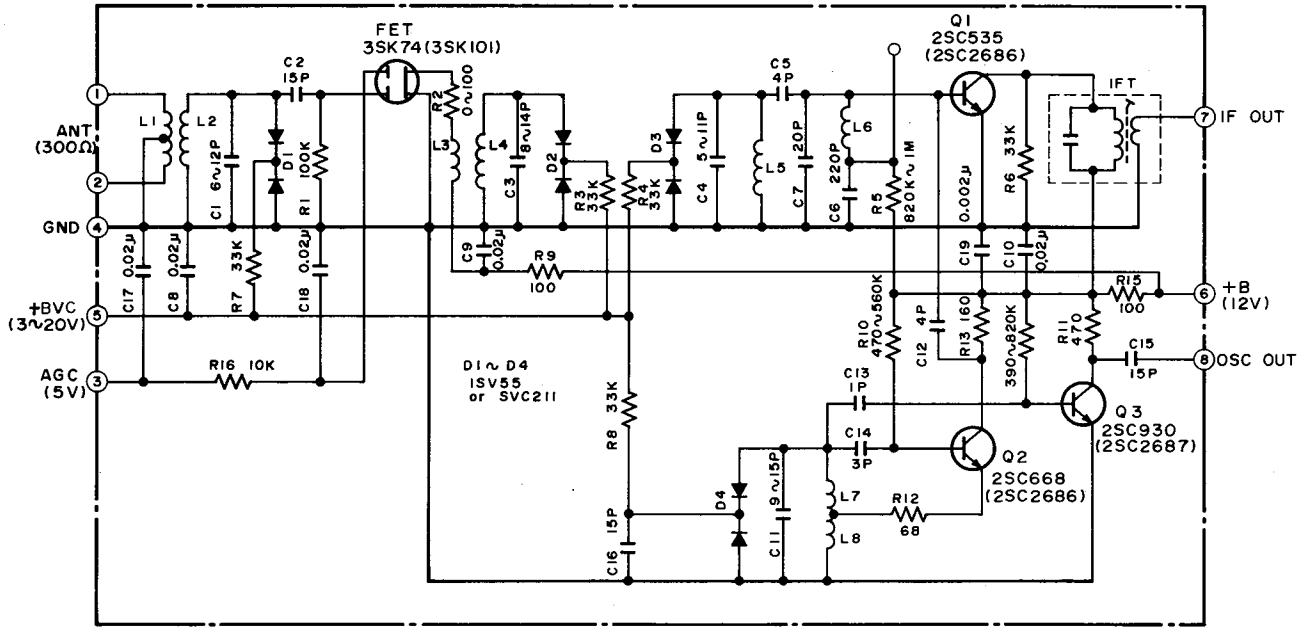 FET
3SK74(3SK101)
Q1
2SC535
(2SC2686)
C2
15P
R2
0~100
C5
4P
IFT
1
ANT
(300Ω)
2
L1
L2
C1 6~12P
D1
R1 100K
L3
L4
C3 8~14P
D2
R3
33K
R4
33K
D3
C4 5~11P
L5
C7 20P
L6
C6 220P
R5
820K~1M
0.002μ
R6 33K
7 IF OUT
GND 4
C17 0.02μ
C8 0.02μ
R7 33K
C18 0.02μ
C9
0.02μ
R9
100
C19
C10
0.02μ
R15
100
6 +B
(12V)
+BVC 5
(3~20V)
R10
470~560K
C12 4P
R13 160
390~820K
R11
470
C15
15P
8 OSC OUT
AGC 3
(5V)
R16 10K
D1~D4
1SV55
or SVC211
R8 33K
C13
1P
C14
3P
Q3
2SC930
(2SC2687)
Q2
2SC668
(2SC2686)
C16 15P
D4
C11 9~15P
L7
L8
R12
68